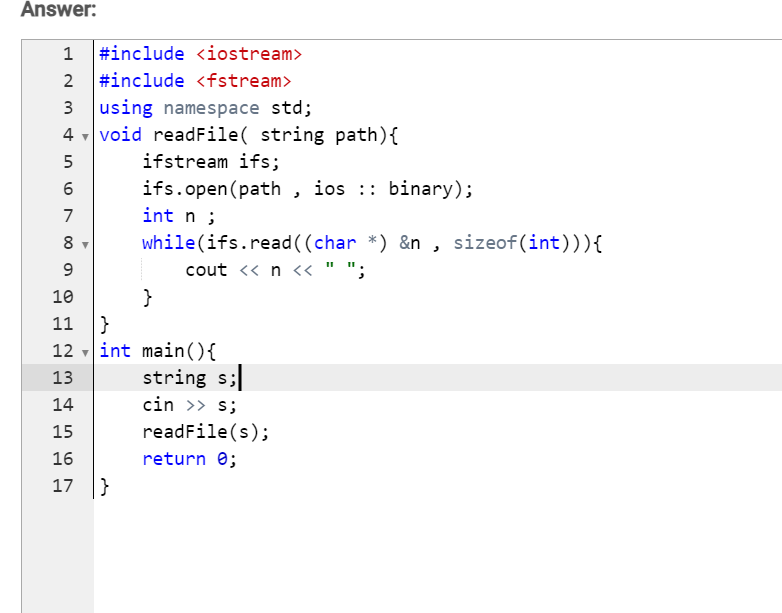 Answer:
1 #include <iostream>
2 #include <fstream>
3 using namespace std;
4 void readFile( string path){
5     ifstream ifs;
6     ifs.open(path , ios :: binary);
7     int n ;
8     while(ifs.read((char *) &n , sizeof(int))){
9         cout << n << " ";
10     }
11 }
12 int main(){
13     string s;
14     cin >> s;
15     readFile(s);
16     return 0;
17 }